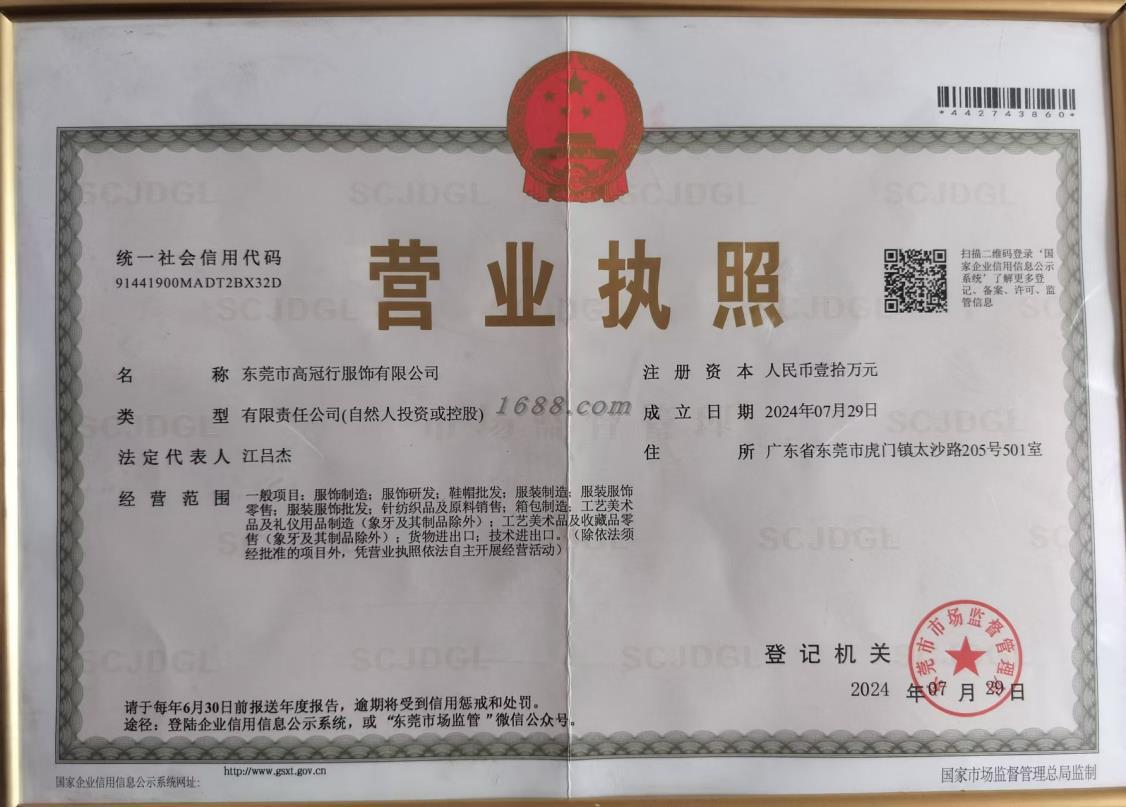 *442743860*
营业执照
统一社会信用代码
91441900MADT2BX32D
扫描二维码登录‘国
家企业信用信息公示
系统’了解更多登
记、备案、许可、监
管信息
名 称 东莞市高冠行服饰有限公司
类 型 有限责任公司(自然人投资或控股)
法定代表人 江吕杰
经营范围 一般项目：服饰制造；服饰研发；鞋帽批发；服装制造；服装服饰
零售；服装服饰批发；针纺织品及原料销售；箱包制造；工艺美术
品及礼仪用品制造（象牙及其制品除外）；工艺美术品及收藏品零
售（象牙及其制品除外）；货物进出口；技术进出口。（除依法须
经批准的项目外，凭营业执照依法自主开展经营活动）
注册资本 人民币壹拾万元
成立日期 2024年07月29日
住 所 广东省东莞市虎门镇太沙路205号501室
1688.com
登记机关
东莞市市场监督管理局
2024 年 07 月 29 日
请于每年6月30日前报送年度报告，逾期将受到信用惩戒和处罚。
途径：登陆企业信用信息公示系统，或“东莞市场监管”微信公众号。
国家企业信用信息公示系统网址：
http://www.gsxt.gov.cn
国家市场监督管理总局监制
SCJDGL